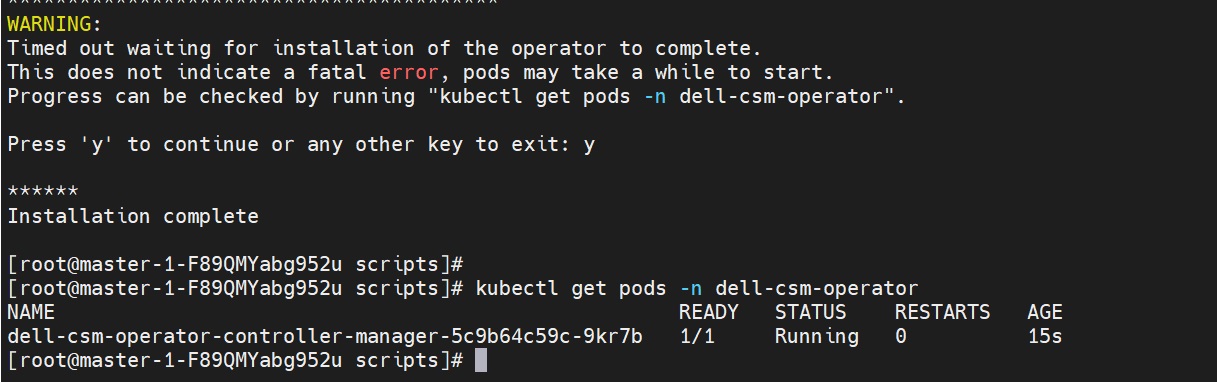 ******************************************
WARNING:
Timed out waiting for installation of the operator to complete.
This does not indicate a fatal error, pods may take a while to start.
Progress can be checked by running "kubectl get pods -n dell-csm-operator".
Press 'y' to continue or any other key to exit: y
******
Installation complete
[root@master-1-F89QMYabg952u scripts]#
[root@master-1-F89QMYabg952u scripts]# kubectl get pods -n dell-csm-operator
NAME READY STATUS RESTARTS AGE
dell-csm-operator-controller-manager-5c9b64c59c-9kr7b 1/1 Running 0 15s
[root@master-1-F89QMYabg952u scripts]#